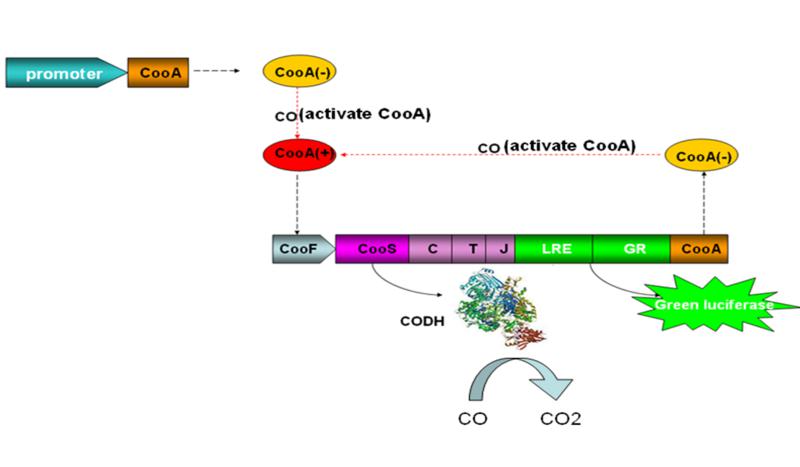 promoter
CooA
CooA(-)
CO(activate CooA)
CooA(+)
CO (activate CooA)
CooA(-)
CooF
CooS
C
T
J
LRE
GR
CooA
CODH
Green luciferase
CO
CO2